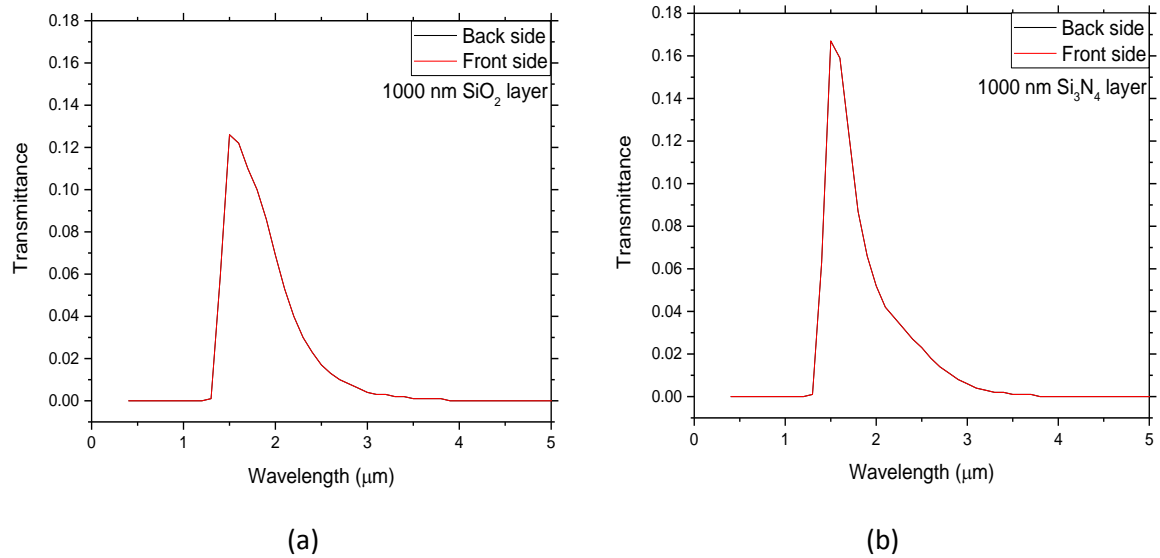 0.18
0.16
0.14
0.12
0.10
0.08
0.06
0.04
0.02
0.00
Transmittance
Back side
Front side
1000 nm SiO₂ layer
0 1 2 3 4 5
Wavelength (μm)
(a)
0.18
0.16
0.14
0.12
0.10
0.08
0.06
0.04
0.02
0.00
Transmittance
Back side
Front side
1000 nm Si₃N₄ layer
0 1 2 3 4 5
Wavelength (μm)
(b)